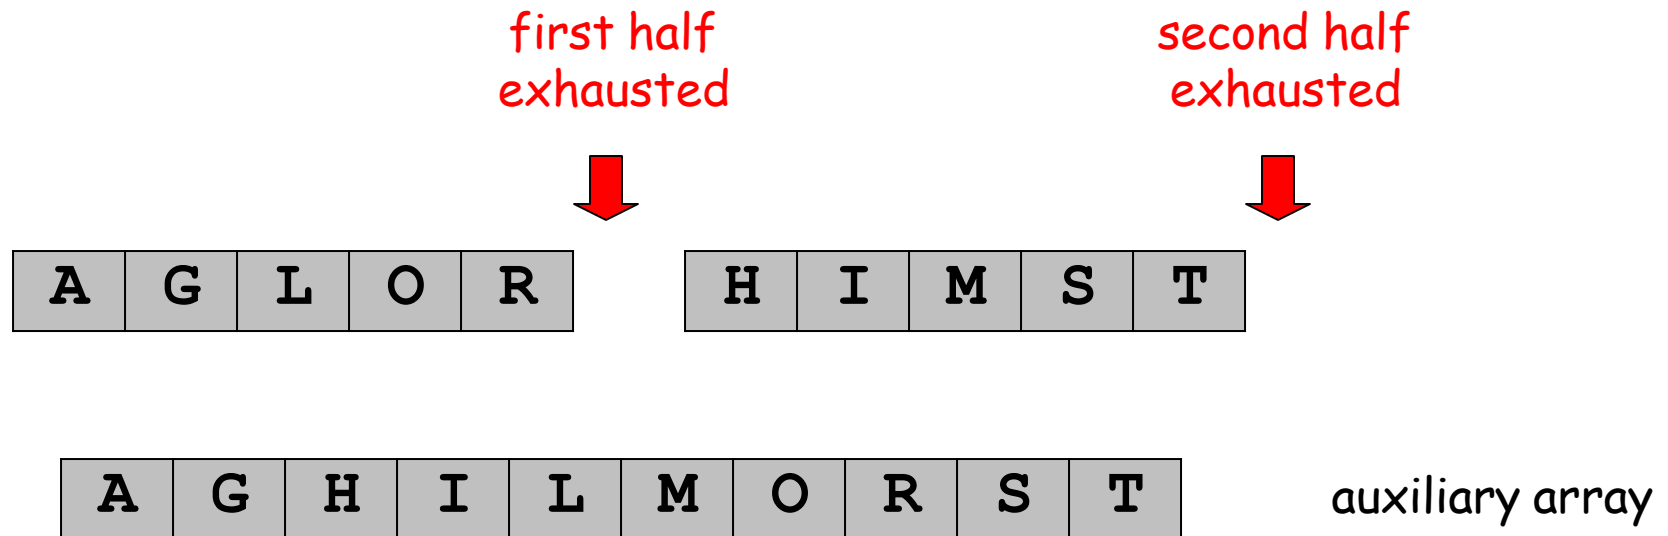 first half
exhausted
second half
exhausted
A G L O R
H I M S T
A G H I L M O R S T
auxiliary array